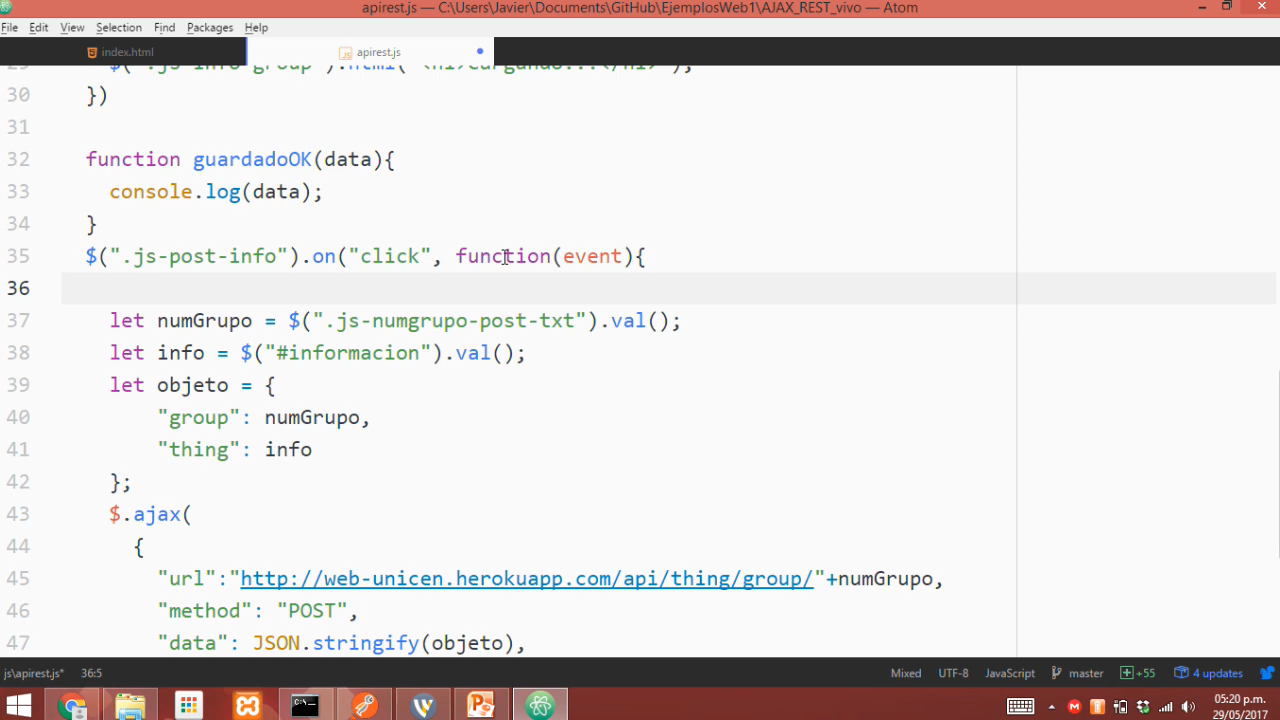 apirest.js — C:\Users\Javier\Documents\GitHub\EjemplosWeb1\AJAX_REST_vivo — Atom
File Edit View Selection Find Packages Help
index.html apirest.js
30 })
31
32 function guardadoOK(data){
33 console.log(data);
34 }
35 $(".js-post-info").on("click", function(event){
36
37 let numGrupo = $(".js-numgrupo-post-txt").val();
38 let info = $("#informacion").val();
39 let objeto = {
40 "group": numGrupo,
41 "thing": info
42 };
43 $.ajax(
44 {
45 "url":"http://web-unicen.herokuapp.com/api/thing/group/"+numGrupo,
46 "method": "POST",
47 "data": JSON.stringify(objeto),
js\apirest.js* 36:5 Mixed UTF-8 JavaScript master +55 4 updates
05:20 p.m.
29/05/2017